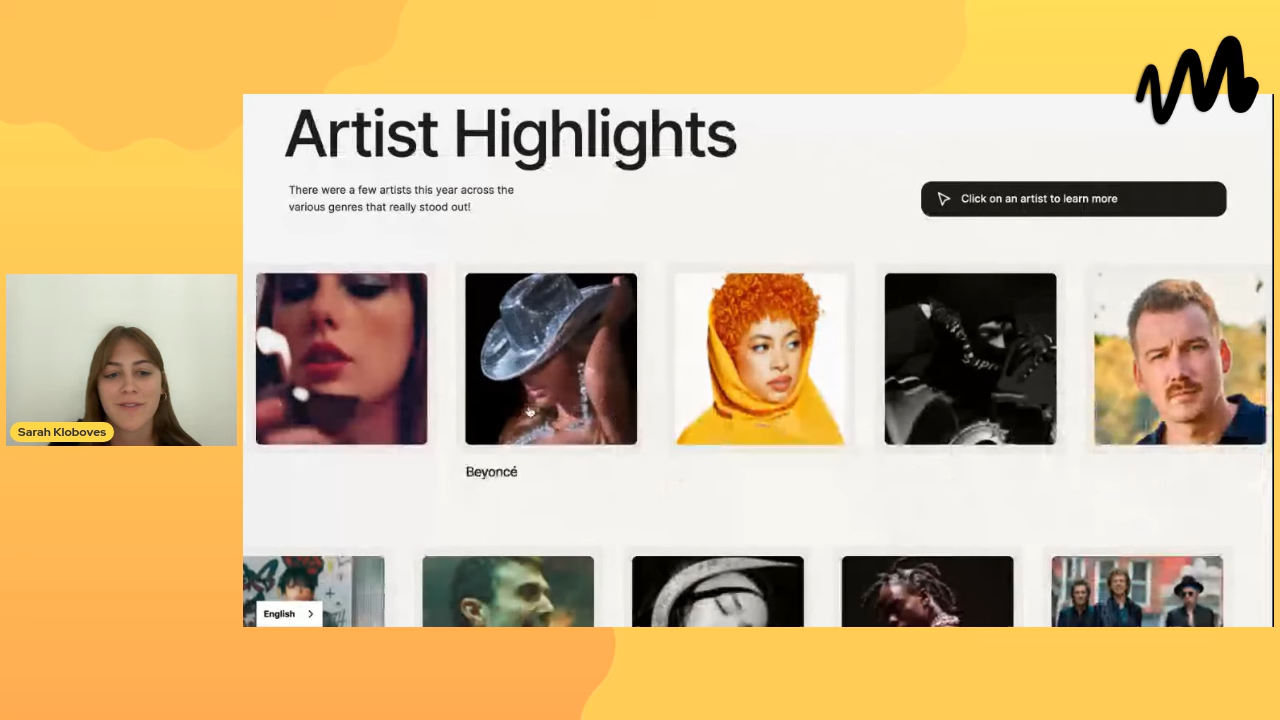 Artist Highlights
There were a few artists this year across the
various genres that really stood out!
Click on an artist to learn more
Sarah Kloboves
Beyoncé
English